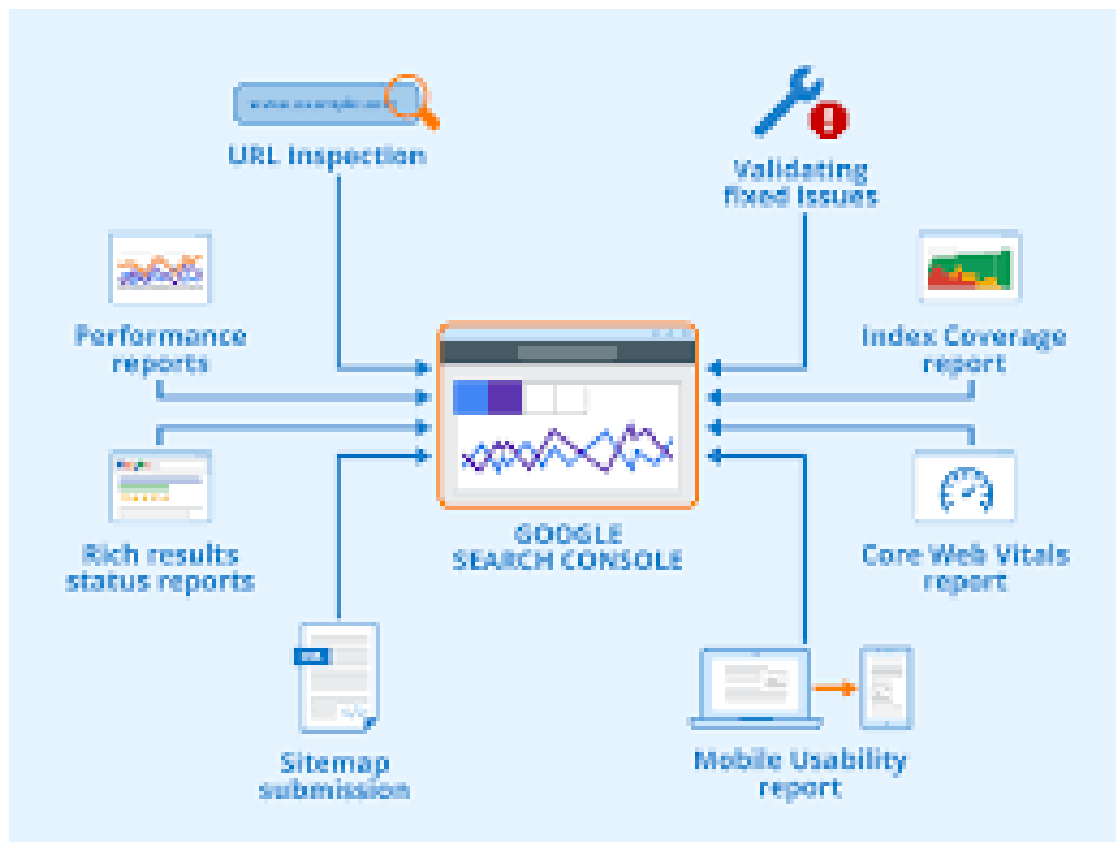 URL Inspection
Validating
fixed issues
Performance
reports
Index Coverage
report
GOOGLE
SEARCH CONSOLE
Rich results
status reports
Core Web Vitals
report
Sitemap
submission
Mobile Usability
report